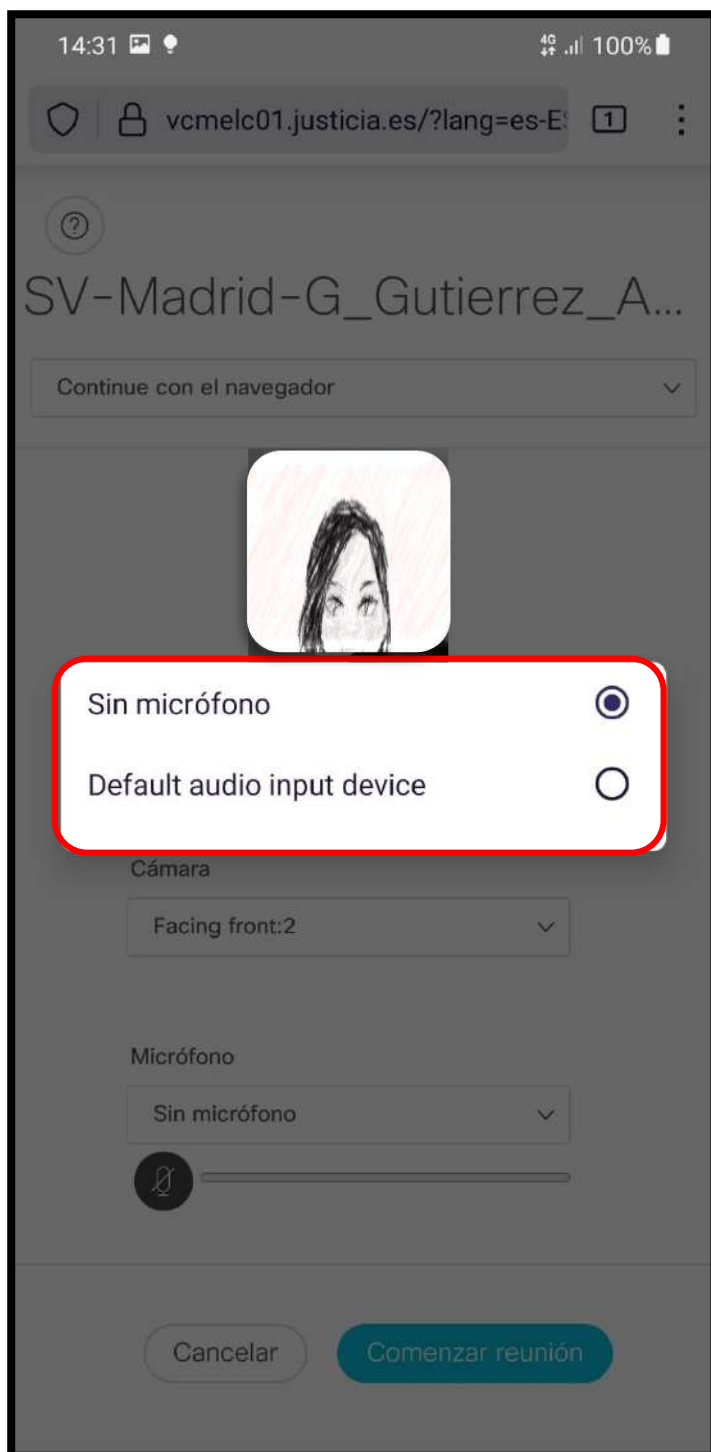 14:31
4G 100%
vcmelc01.justicia.es/?lang=es-E
1
?
SV-Madrid-G_Gutierrez_A...
Continue con el navegador
Sin micrófono
Default audio input device
Cámara
Facing front:2
Micrófono
Sin micrófono
Cancelar
Comenzar reunión